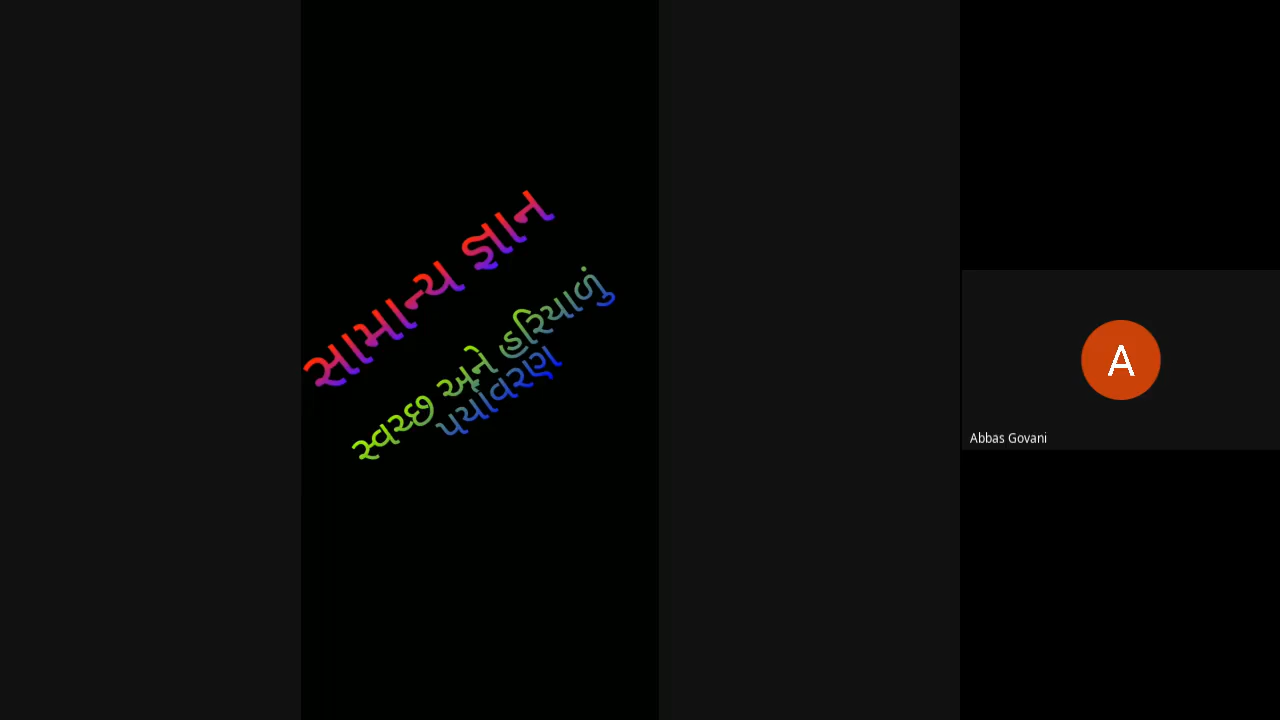 સામાન્ય જ્ઞાન
સ્વચ્છ અને હરિયાળું
પર્યાવરણ
A
Abbas Govani